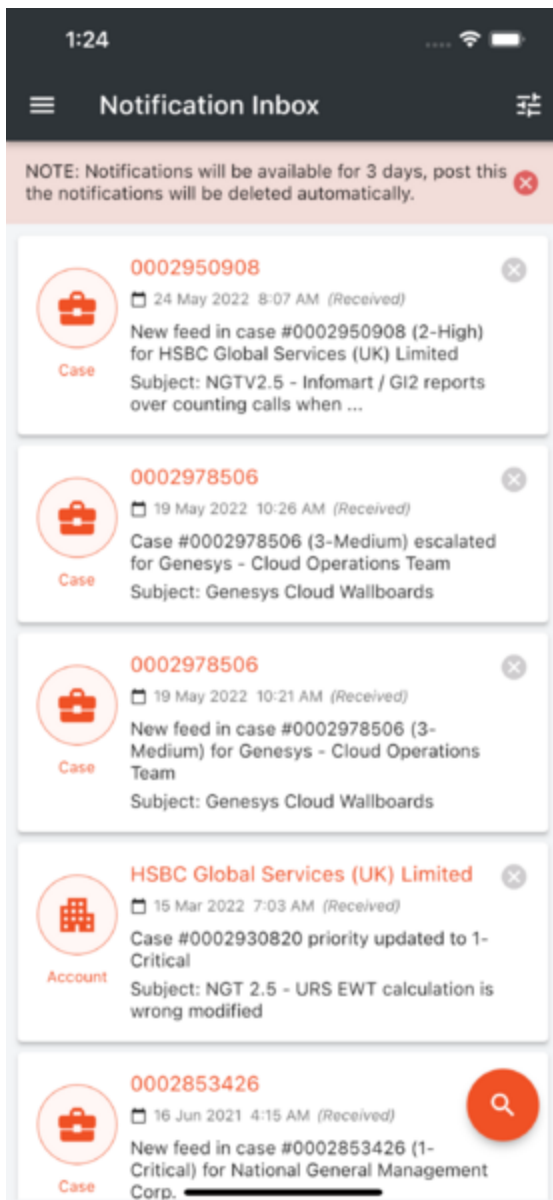 1:24
Notification Inbox
NOTE: Notifications will be available for 3 days, post this
the notifications will be deleted automatically.
0002950908
24 May 2022 8:07 AM (Received)
New feed in case #0002950908 (2-High)
for HSBC Global Services (UK) Limited
Subject: NGTV2.5 - Infomart / GI2 reports
over counting calls when ...
Case
0002978506
19 May 2022 10:26 AM (Received)
Case #0002978506 (3-Medium) escalated
for Genesys - Cloud Operations Team
Subject: Genesys Cloud Wallboards
Case
0002978506
19 May 2022 10:21 AM (Received)
New feed in case #0002978506 (3-
Medium) for Genesys - Cloud Operations
Team
Subject: Genesys Cloud Wallboards
Case
HSBC Global Services (UK) Limited
15 Mar 2022 7:03 AM (Received)
Case #0002930820 priority updated to 1-
Critical
Subject: NGT 2.5 - URS EWT calculation is
wrong modified
Account
0002853426
16 Jun 2021 4:15 AM (Received)
New feed in case #0002853426 (1-
Critical) for National General Management
Corp.
Case